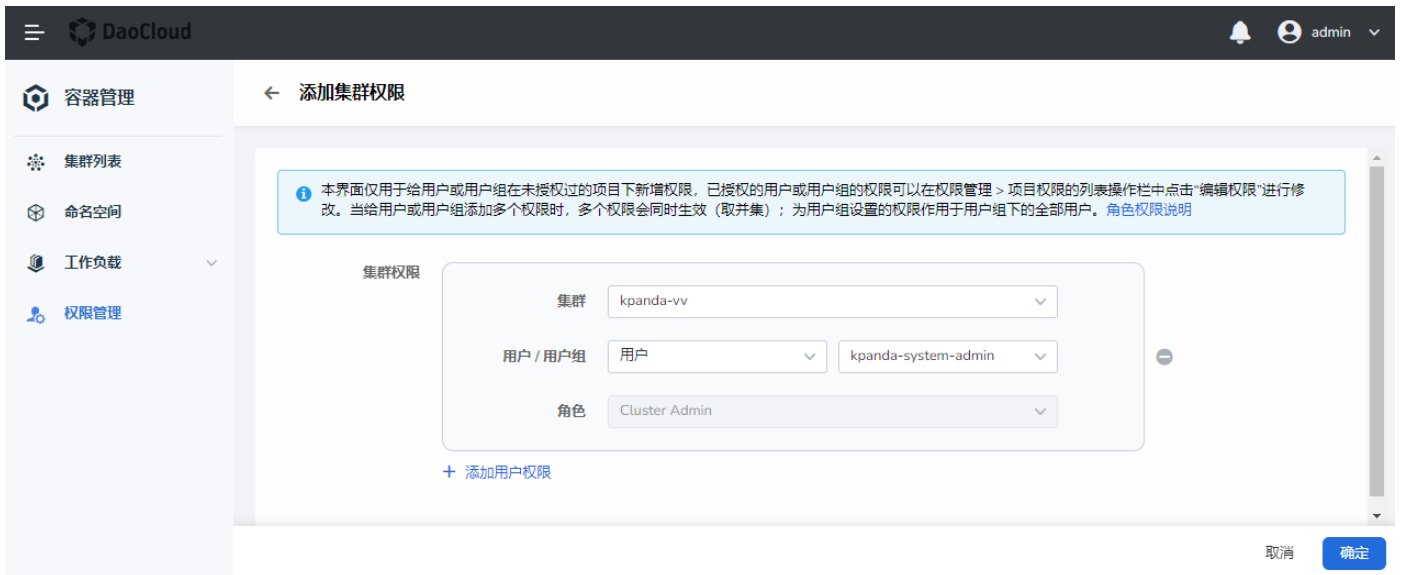 DaoCloud
admin
容器管理
添加集群权限
集群列表
命名空间
工作负载
权限管理
本界面仅用于给用户或用户组在未授权过的项目下新增权限，已授权的用户或用户组的权限可以在权限管理 > 项目权限的列表操作栏中点击“编辑权限”进行修
改。当给用户或用户组添加多个权限时，多个权限会同时生效（取并集）；为用户组设置的权限作用于用户组下的全部用户。角色权限说明
集群权限
集群 kpanda-vv
用户 / 用户组 用户 kpanda-system-admin
角色 Cluster Admin
+ 添加用户权限
取消 确定